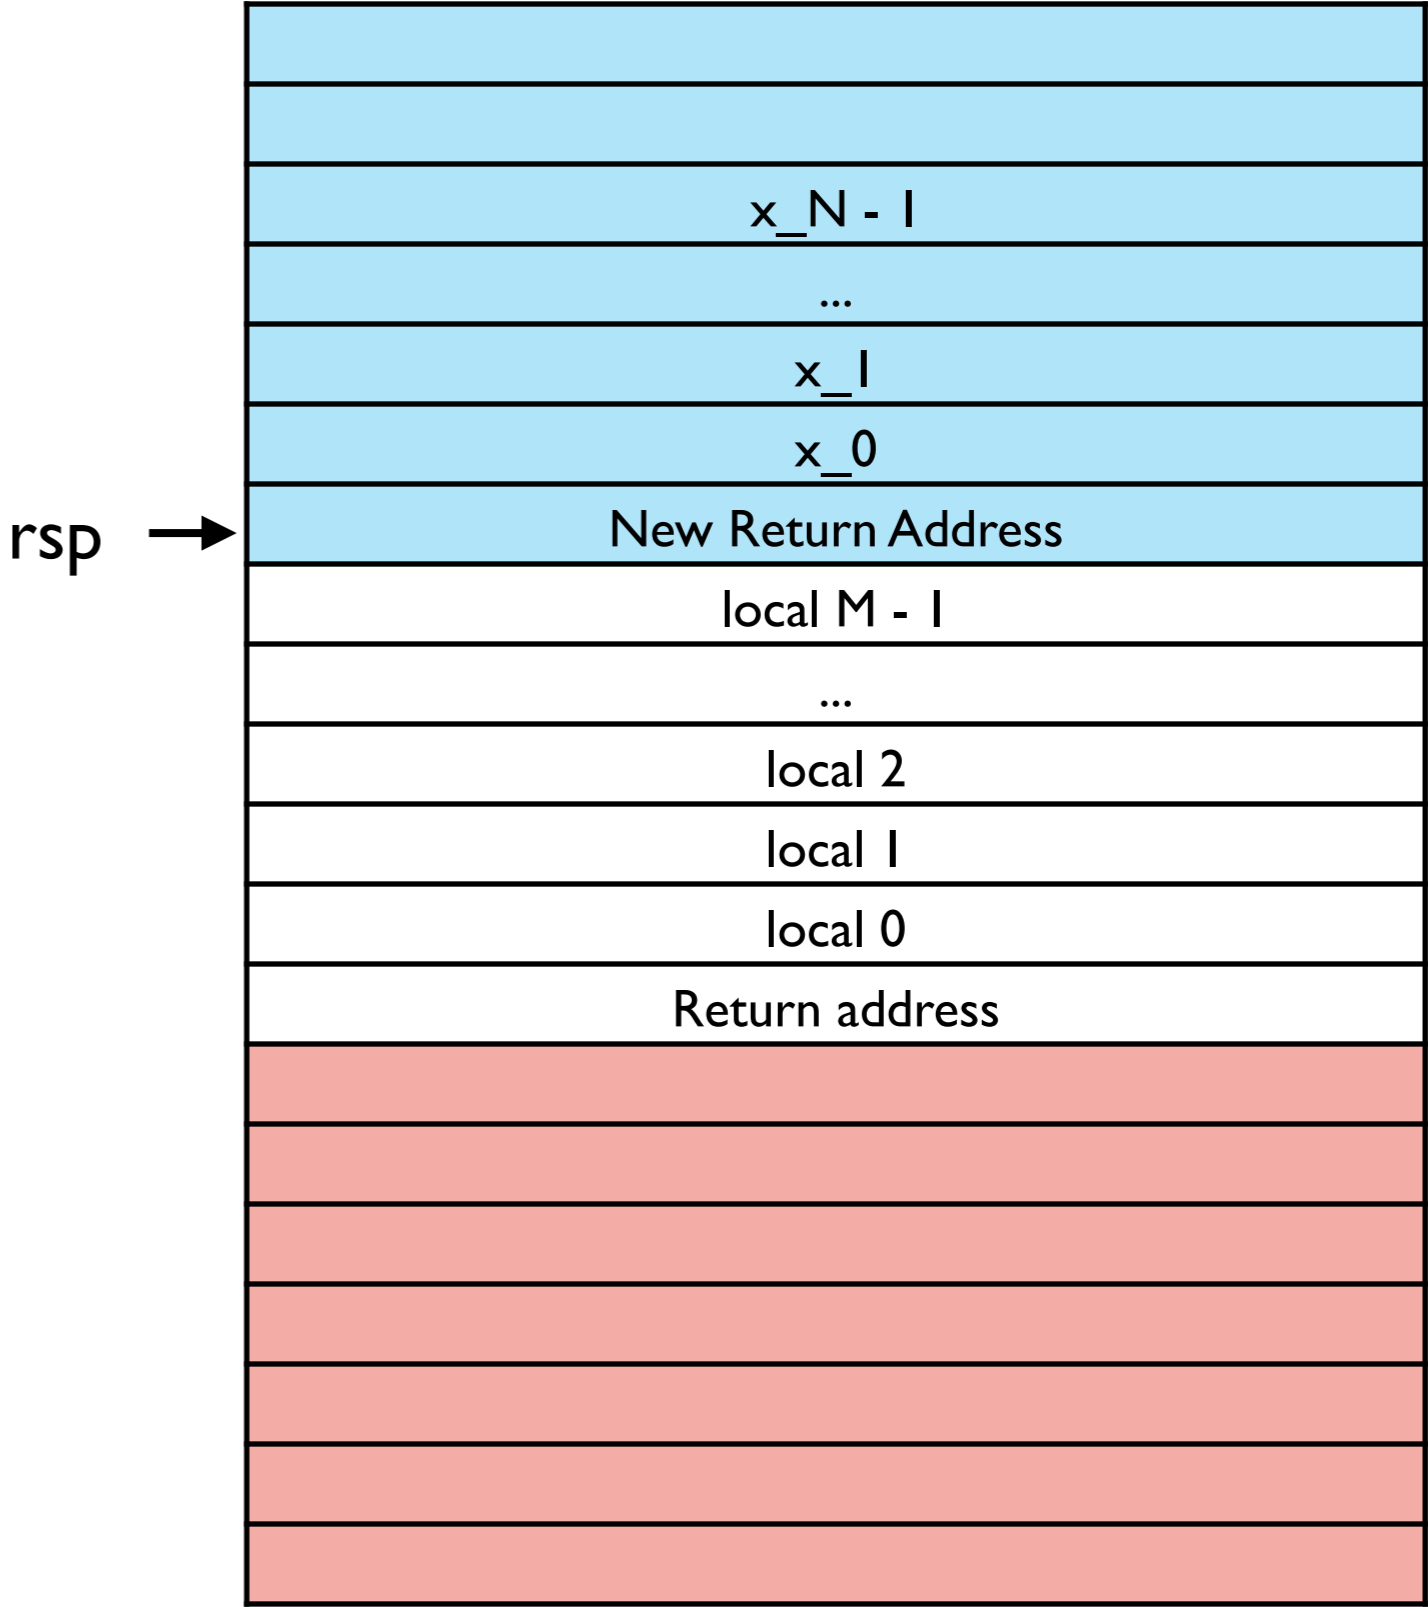 x_N - 1
...
x_1
x_0
rsp
New Return Address
local M - 1
...
local 2
local 1
local 0
Return address